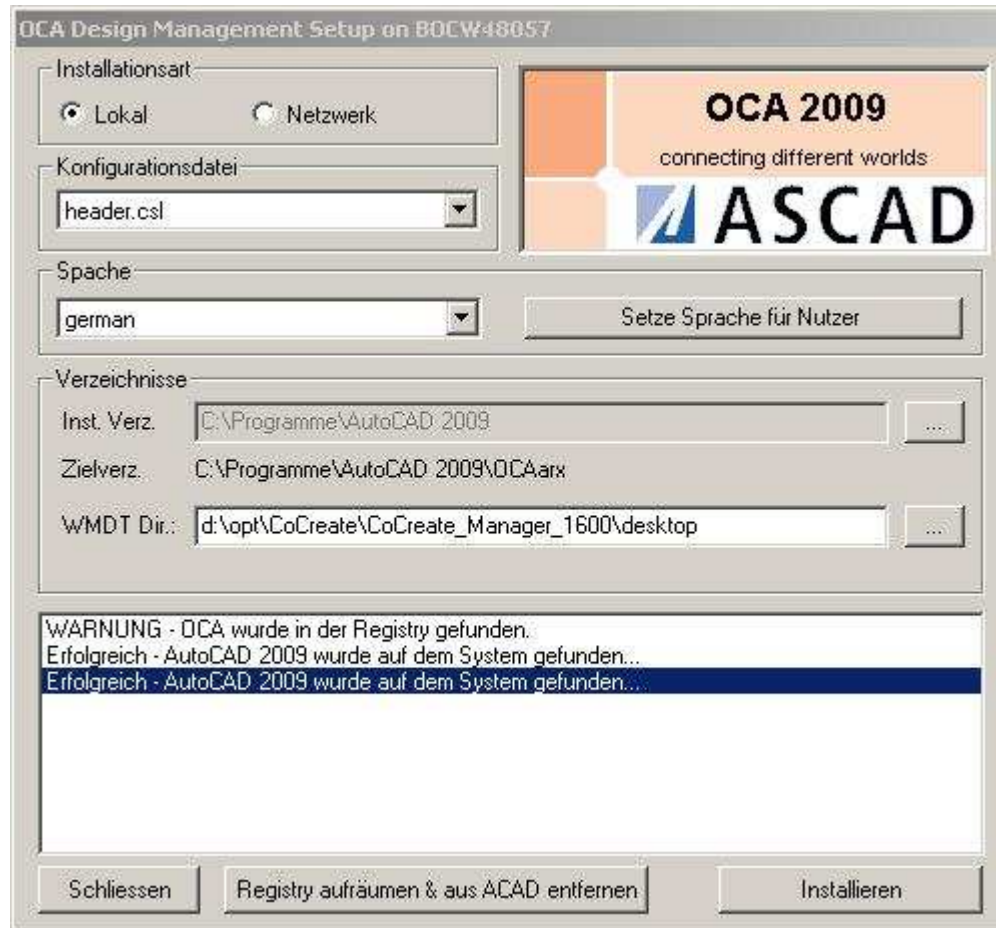 OCA Design Management Setup on BOCW48057
Installationsart
Lokal
Netzwerk
OCA 2009
connecting different worlds
ASCAD
Konfigurationsdatei
header.csl
Spache
german
Setze Sprache für Nutzer
Verzeichnisse
Inst. Verz.
C:\Programme\AutoCAD 2009
...
Zielverz.
C:\Programme\AutoCAD 2009\OCAarx
WMDT Dir.:
d:\opt\CoCreate\CoCreate_Manager_1600\desktop
...
WARNUNG - OCA wurde in der Registry gefunden.
Erfolgreich - AutoCAD 2009 wurde auf dem System gefunden...
Erfolgreich - AutoCAD 2009 wurde auf dem System gefunden...
Schliessen
Registry aufräumen & aus ACAD entfernen
Installieren